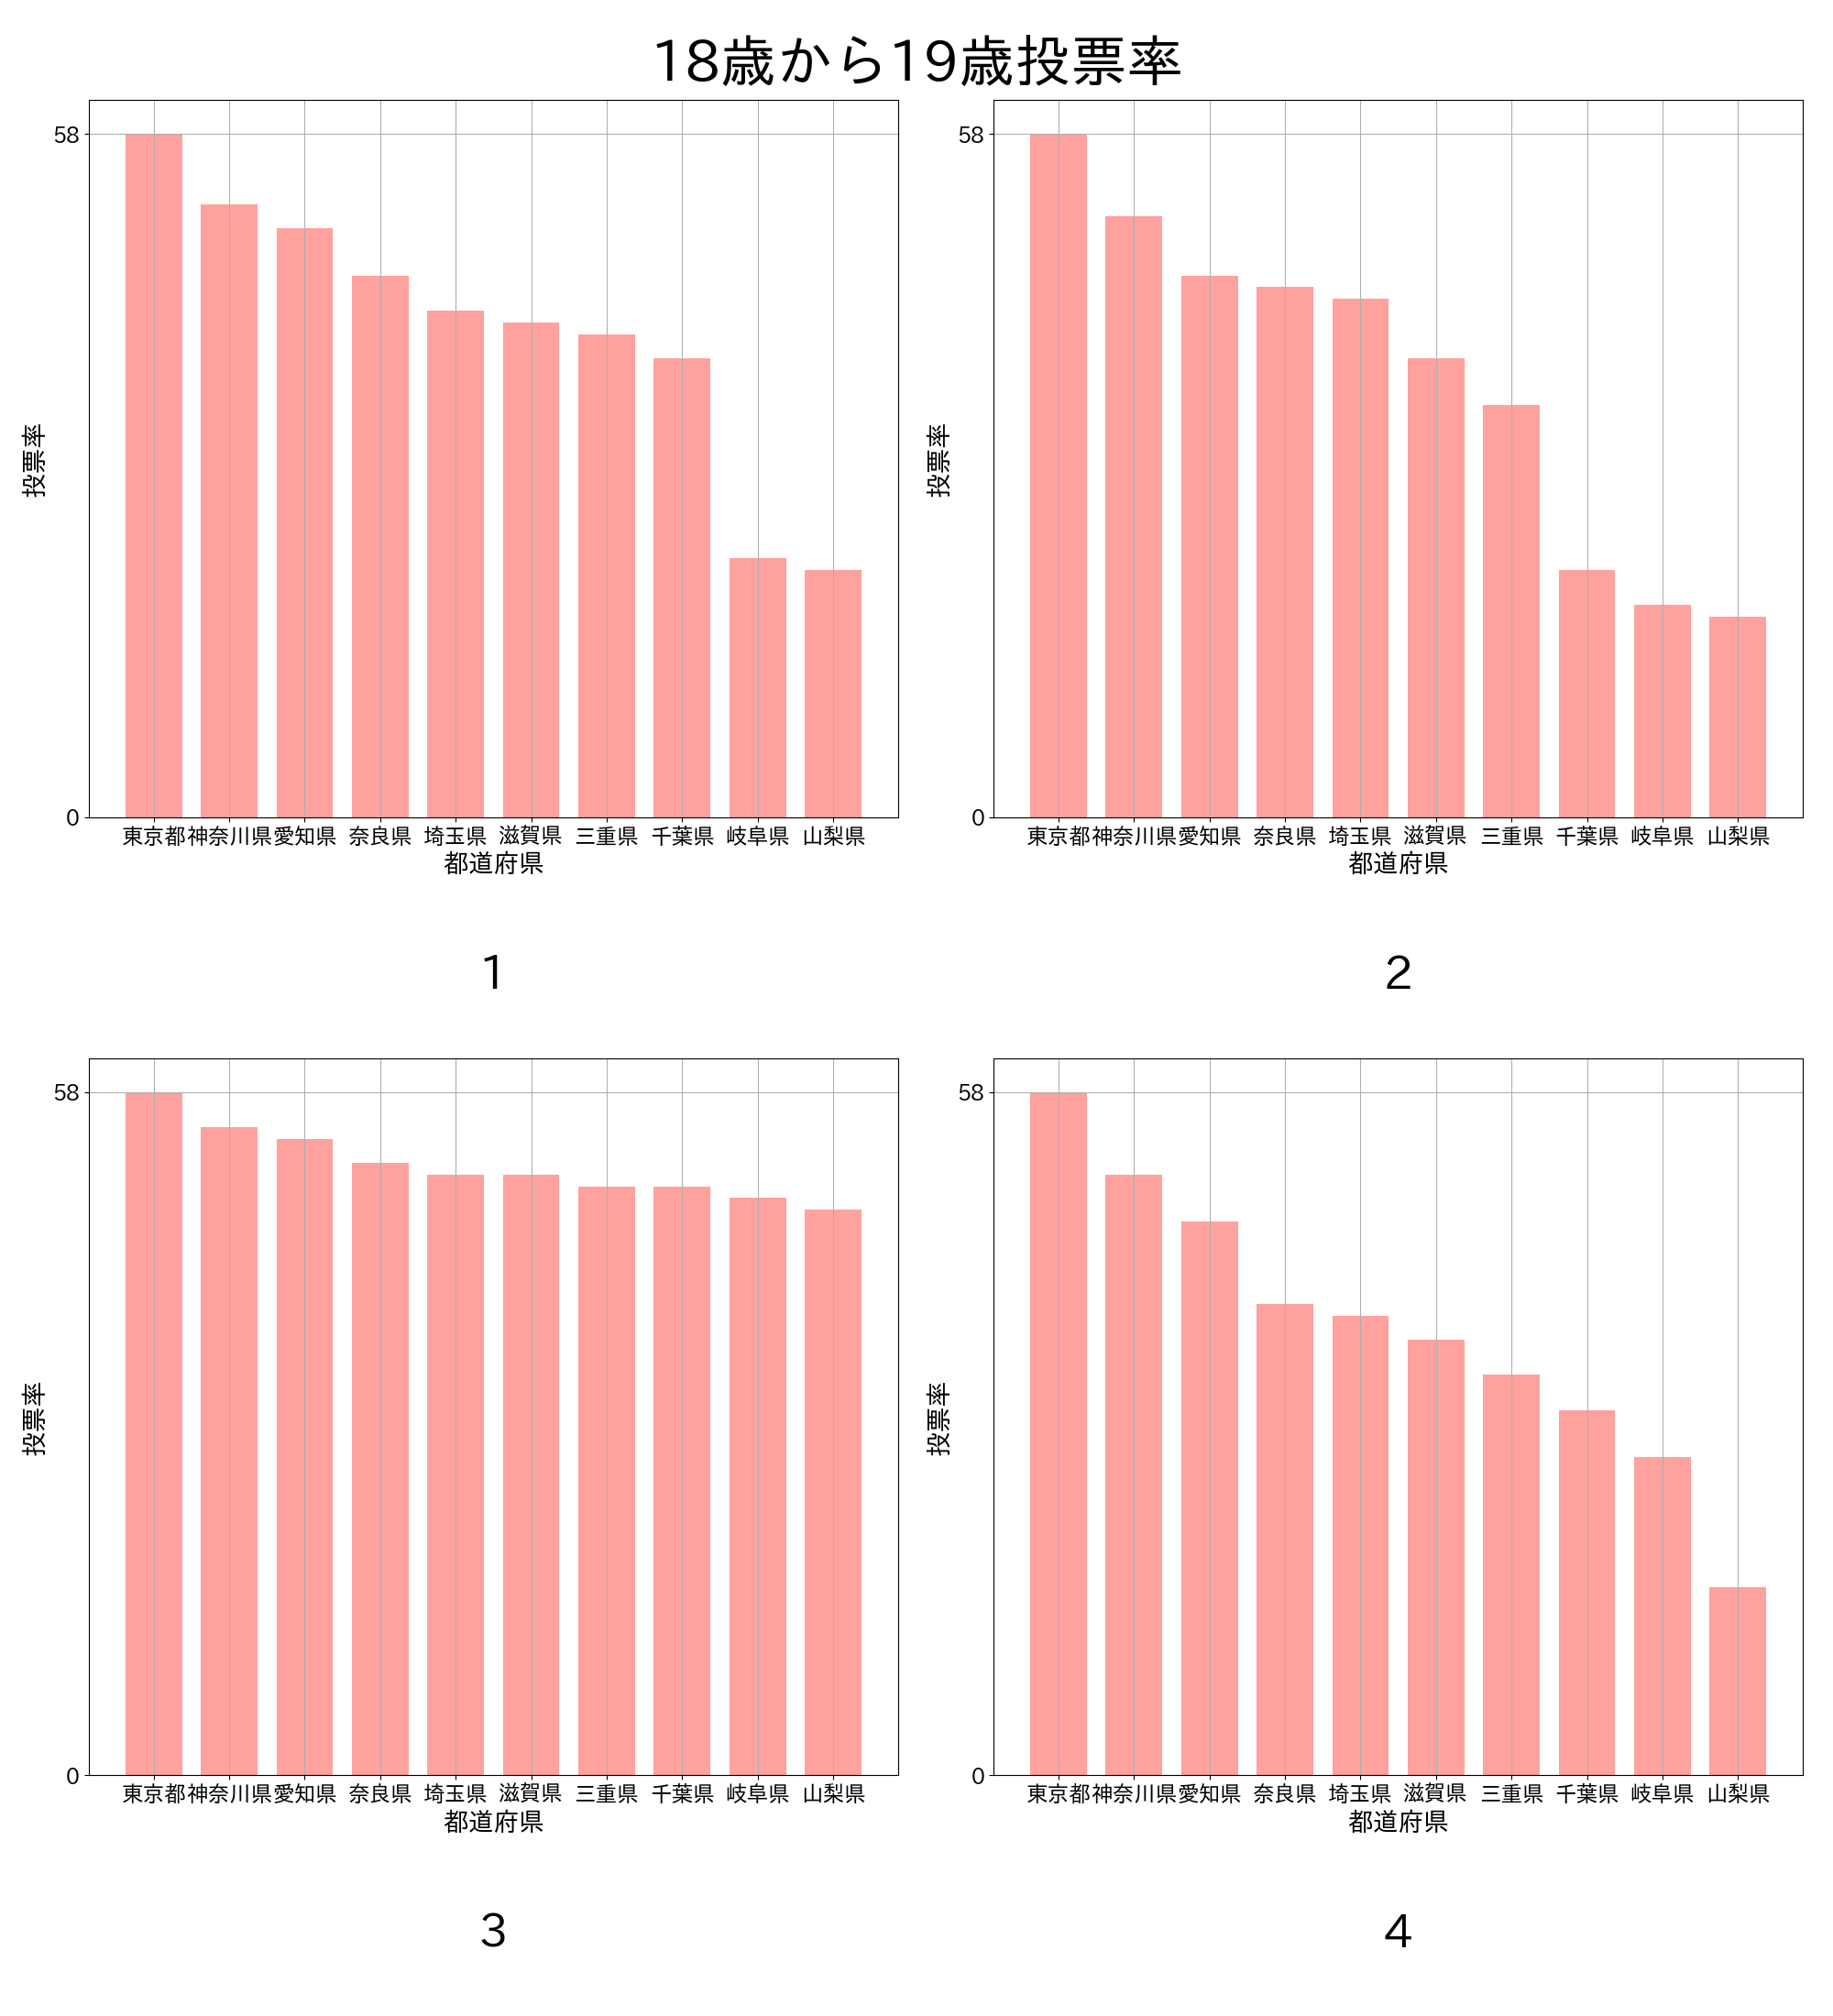 18歳から19歳投票率
58
0
投票率
東京都 神奈川県 愛知県 奈良県 埼玉県 滋賀県 三重県 千葉県 岐阜県 山梨県
都道府県
1
58
0
投票率
東京都 神奈川県 愛知県 奈良県 埼玉県 滋賀県 三重県 千葉県 岐阜県 山梨県
都道府県
2
58
0
投票率
東京都 神奈川県 愛知県 奈良県 埼玉県 滋賀県 三重県 千葉県 岐阜県 山梨県
都道府県
3
58
0
投票率
東京都 神奈川県 愛知県 奈良県 埼玉県 滋賀県 三重県 千葉県 岐阜県 山梨県
都道府県
4